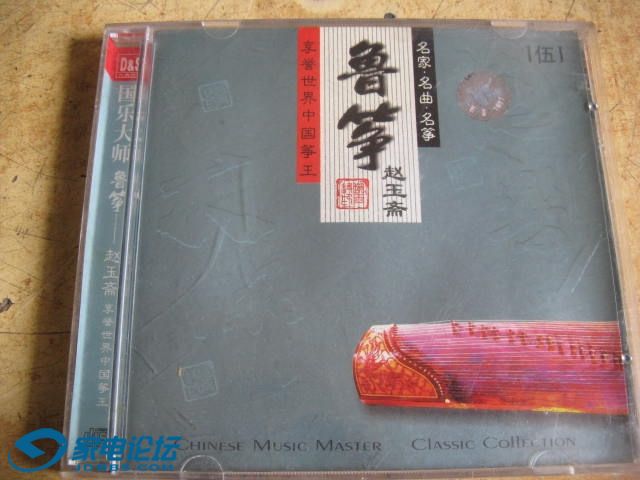 D&S
国乐大师
鲁筝——
赵玉斋
享誉世界中国筝王
享誉世界中国筝王
鲁筝
赵玉斋
名家·名曲·名筝
【伍】
CHINESE MUSIC MASTER CLASSIC COLLECTION
家电论坛
JDBBS.COM